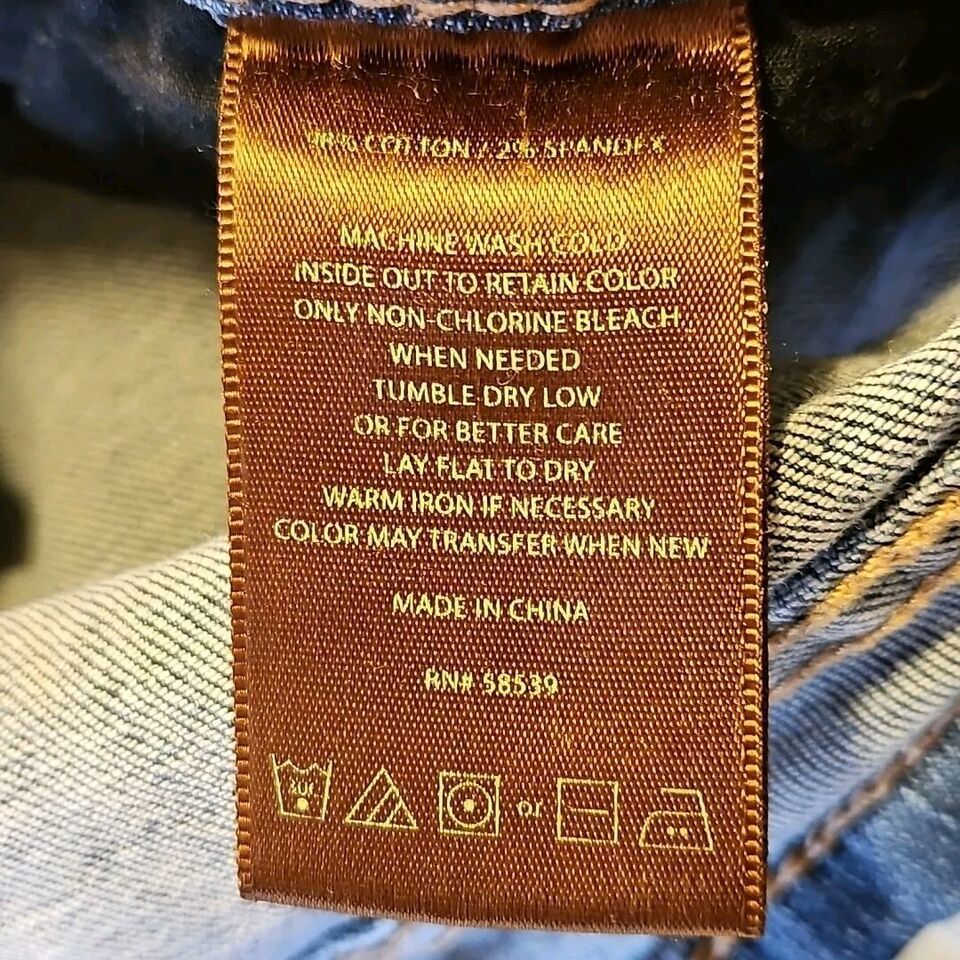 98% COTTON / 2% SPANDEX
MACHINE WASH COLD
INSIDE OUT TO RETAIN COLOR
ONLY NON-CHLORINE BLEACH
WHEN NEEDED
TUMBLE DRY LOW
OR FOR BETTER CARE
LAY FLAT TO DRY
WARM IRON IF NECESSARY
COLOR MAY TRANSFER WHEN NEW
MADE IN CHINA
RN# 58539
or